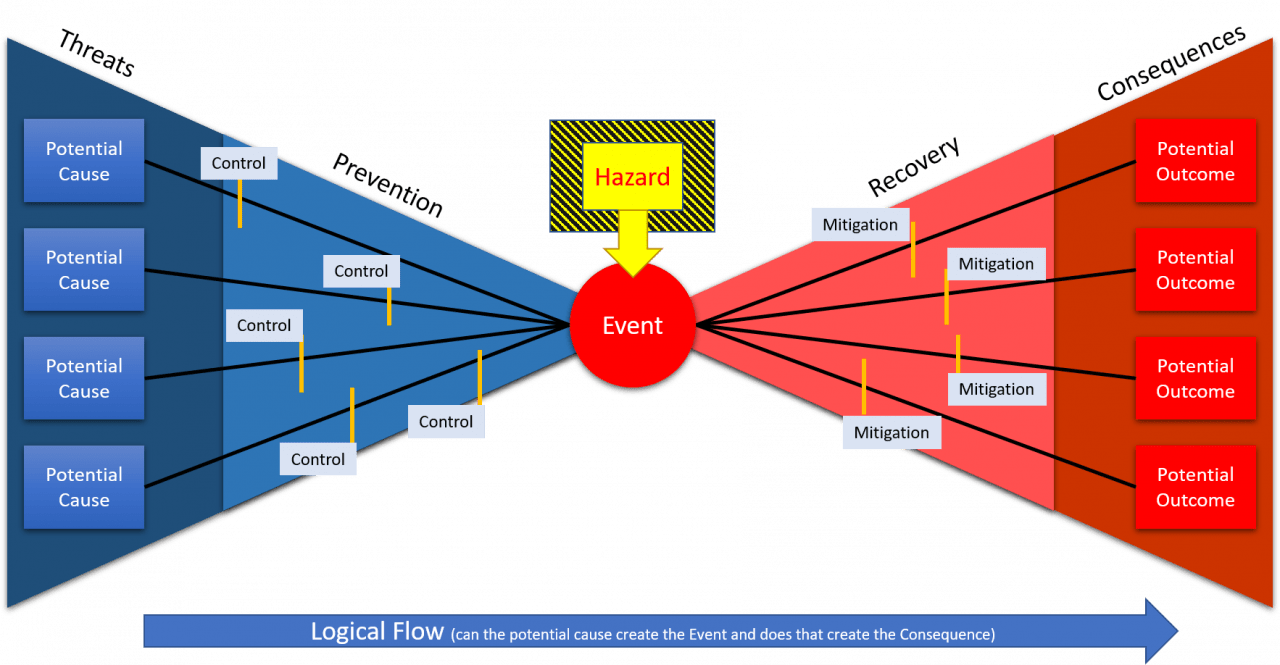 Threats
Prevention
Recovery
Consequences
Potential
Cause
Potential
Cause
Potential
Cause
Potential
Cause
Control
Control
Control
Control
Control
Hazard
Event
Mitigation
Mitigation
Mitigation
Mitigation
Potential
Outcome
Potential
Outcome
Potential
Outcome
Potential
Outcome
Logical Flow (can the potential cause create the Event and does that create the Consequence)